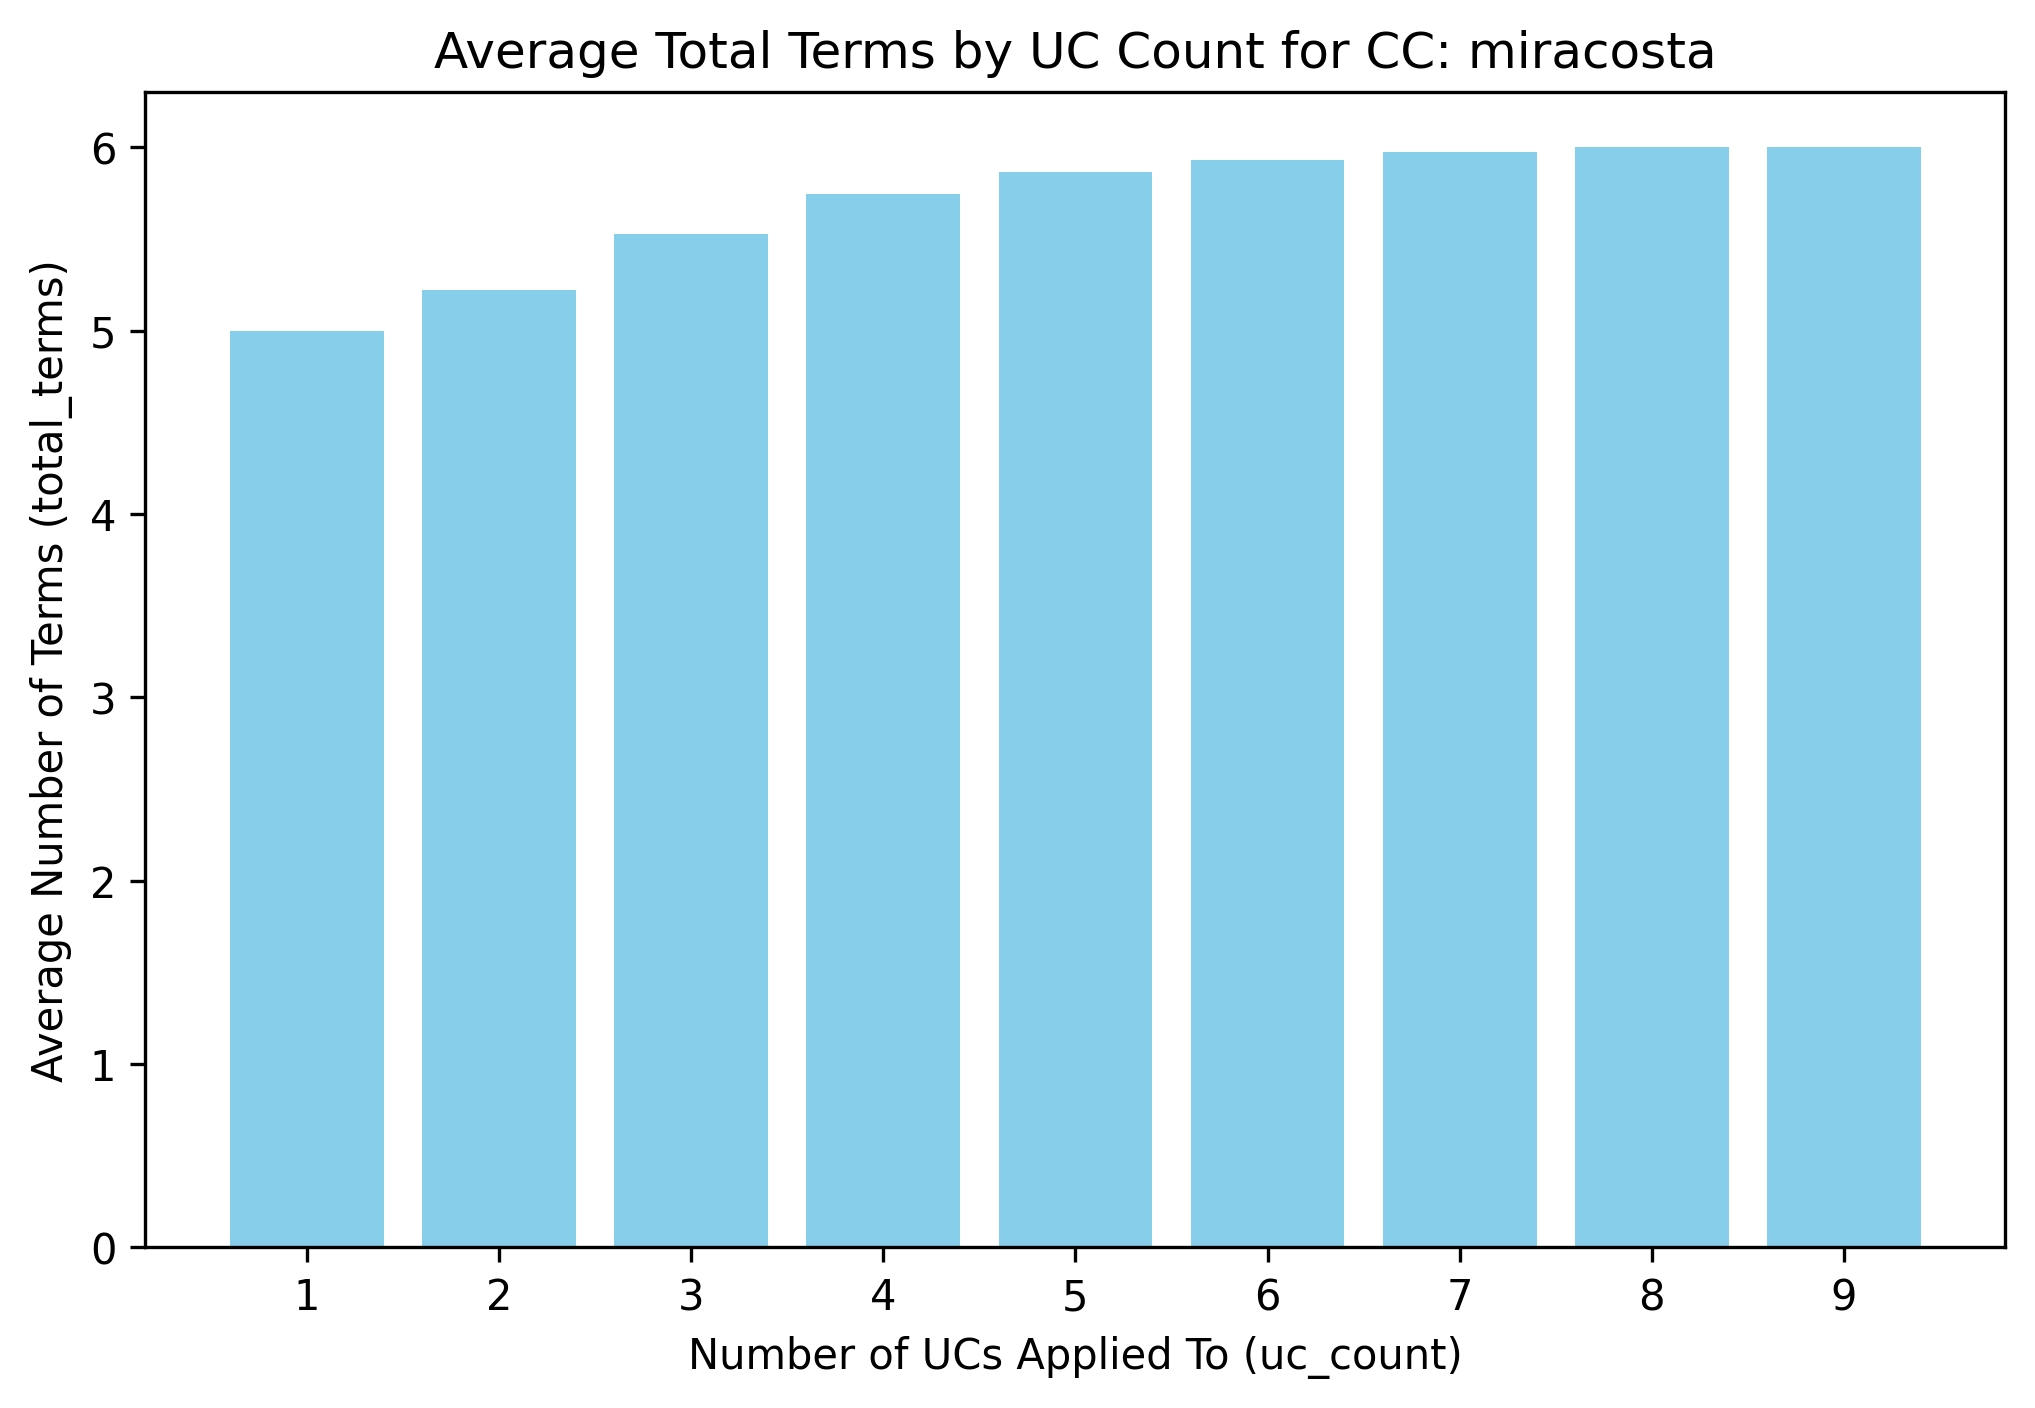 Average Total Terms by UC Count for CC: miracosta
Average Number of Terms (total_terms)
6
5
4
3
2
1
0
1 2 3 4 5 6 7 8 9
Number of UCs Applied To (uc_count)